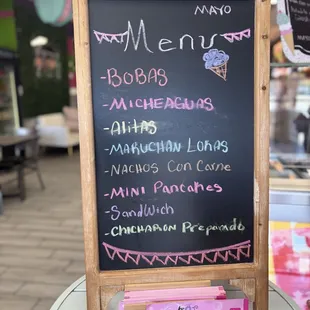 MAYO
Menu
-BOBAS
-MICHEAGUAS
-Alitas
-MARUCHAN LOKAS
-NACHOS Con Carne
-MINI PanCAKes
-SandWich
-CHICHARON Preparado